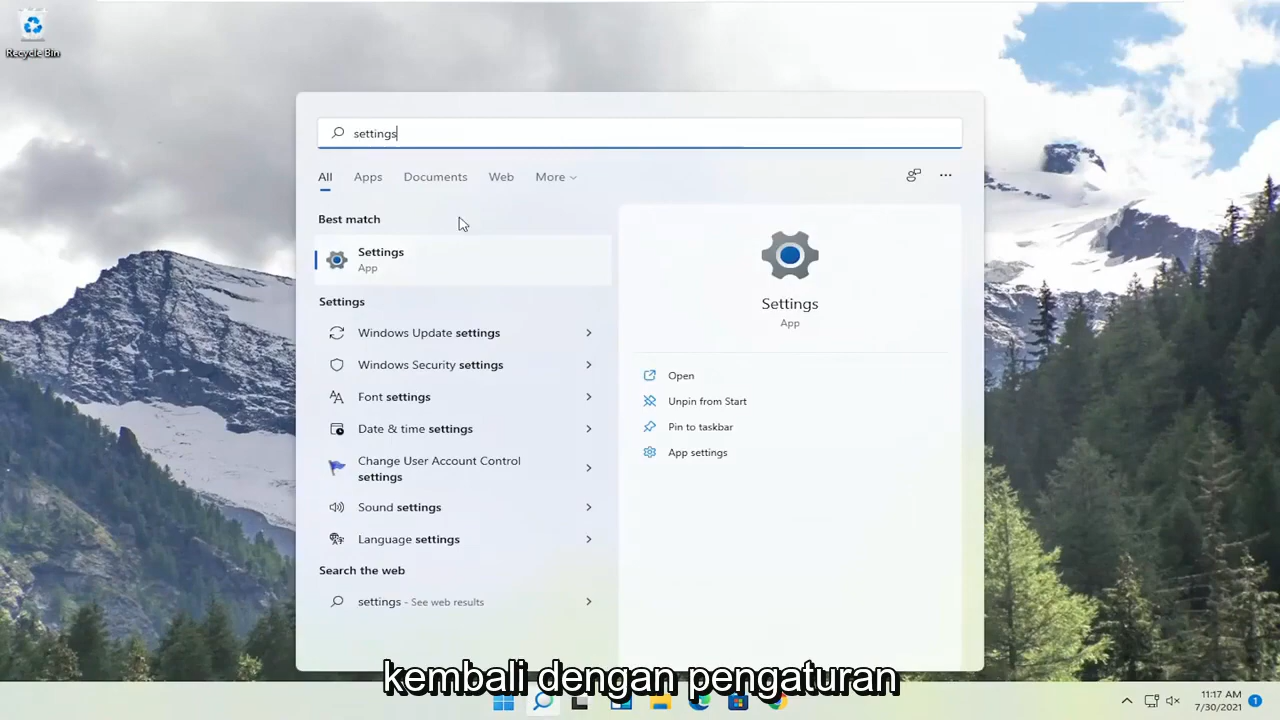 Recycle Bin
settings
All Apps Documents Web More
Best match
Settings
App
Settings
Windows Update settings
Windows Security settings
Font settings
Date & time settings
Change User Account Control
settings
Sound settings
Language settings
Search the web
settings - See web results
Settings
App
Open
Unpin from Start
Pin to taskbar
App settings
kembali dengan pengaturan
11:17 AM
7/30/2021
1